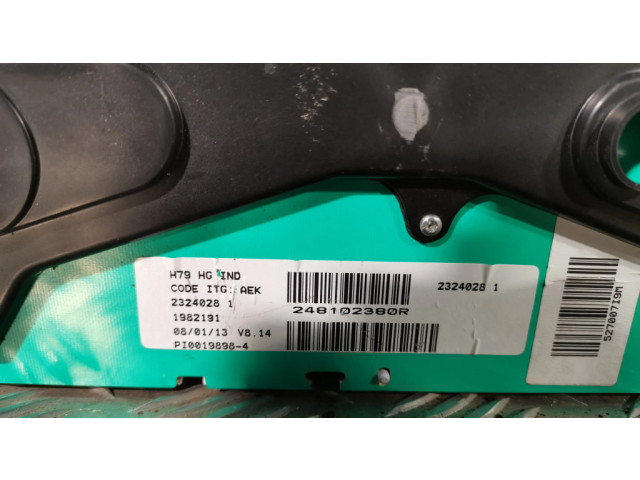 H79 HG IND
CODE ITG: AEK
2324028 1
1982191
08/01/13 V8.14
PI0019898-4
248102380R
2324028 1
527007I9M